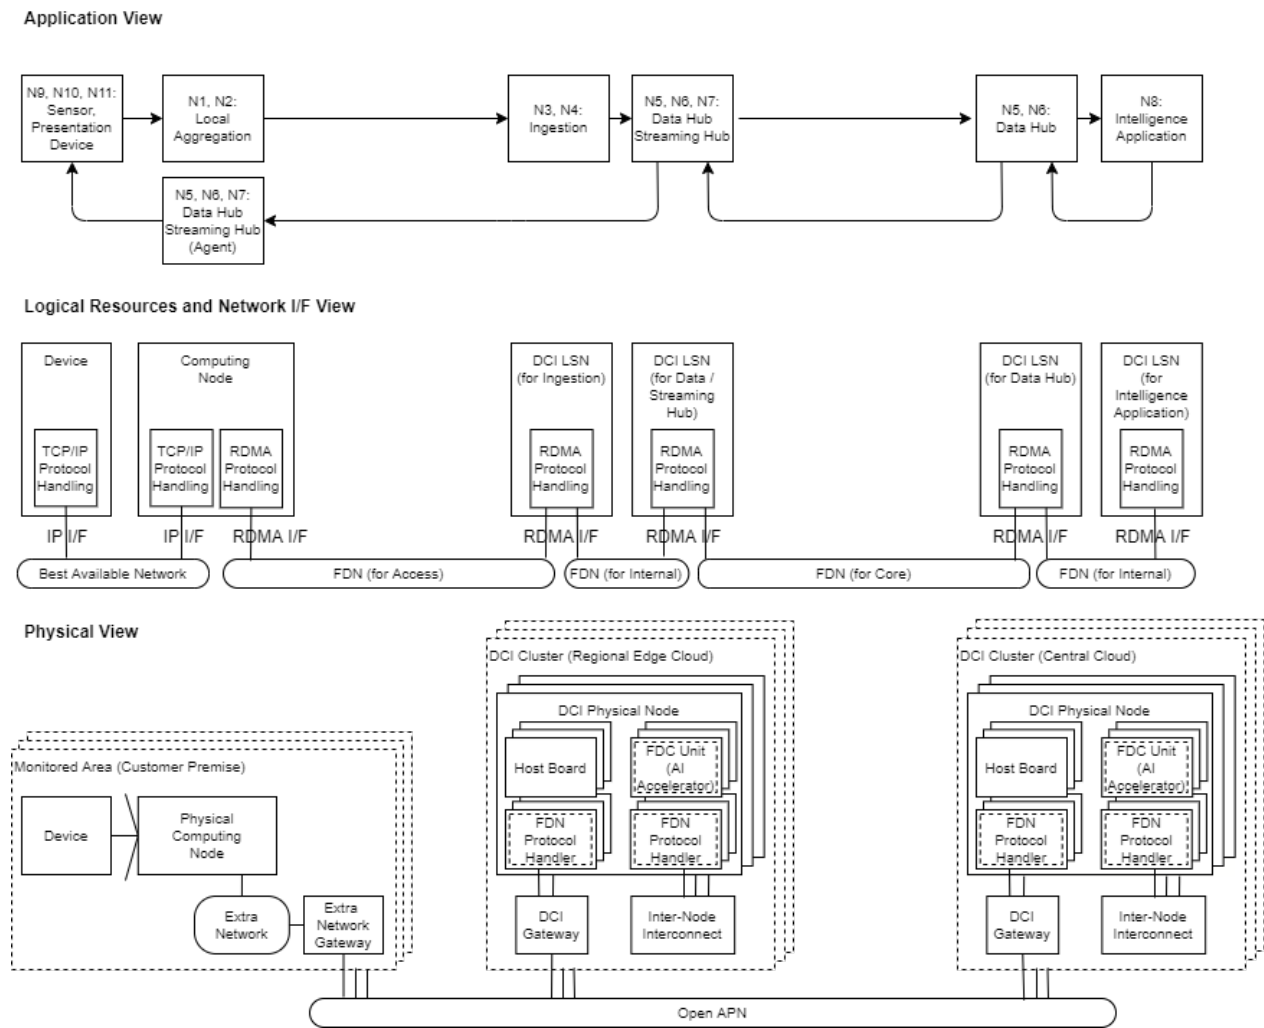 Application View
N9, N10, N11:
Sensor,
Presentation
Device
N1, N2:
Local
Aggregation
N3, N4:
Ingestion
N5, N6, N7:
Data Hub
Streaming Hub
N5, N6:
Data Hub
N8:
Intelligence
Application
N5, N6, N7:
Data Hub
Streaming Hub
(Agent)
Logical Resources and Network I/F View
Device
TCP/IP
Protocol
Handling
Computing
Node
TCP/IP
Protocol
Handling
RDMA
Protocol
Handling
DCI LSN
(for Ingestion)
RDMA
Protocol
Handling
DCI LSN
(for Data /
Streaming
Hub)
RDMA
Protocol
Handling
DCI LSN
(for Data Hub)
RDMA
Protocol
Handling
DCI LSN
(for
Intelligence
Application)
RDMA
Protocol
Handling
IP I/F
IP I/F
RDMA I/F
RDMA I/F
RDMA I/F
RDMA I/F
RDMA I/F
Best Available Network
FDN (for Access)
FDN (for Internal)
FDN (for Core)
FDN (for Internal)
Physical View
Monitored Area (Customer Premise)
Device
Physical
Computing
Node
Extra
Network
Extra
Network
Gateway
DCI Cluster (Regional Edge Cloud)
DCI Physical Node
Host Board
FDC Unit
(AI
Accelerator)
FDN
Protocol
Handler
FDN
Protocol
Handler
DCI
Gateway
Inter-Node
Interconnect
DCI Cluster (Central Cloud)
DCI Physical Node
Host Board
FDC Unit
(AI
Accelerator)
FDN
Protocol
Handler
FDN
Protocol
Handler
DCI
Gateway
Inter-Node
Interconnect
Open APN